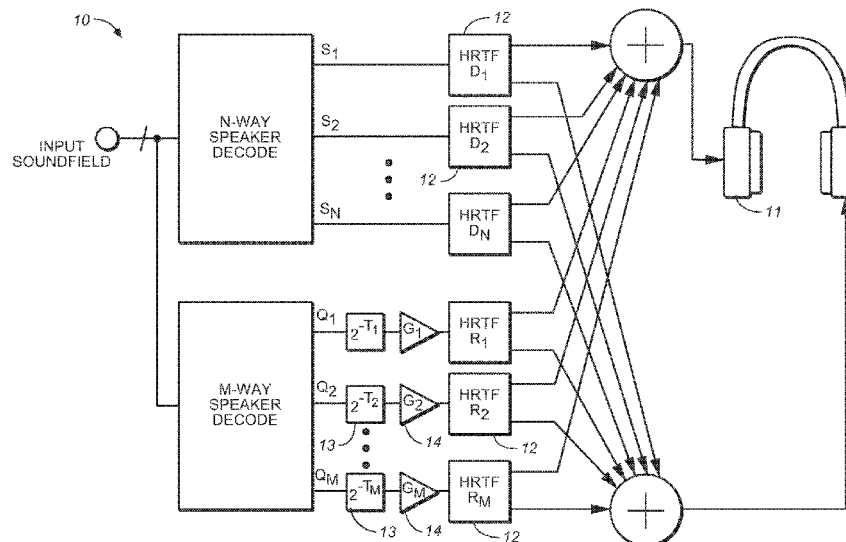 10
12
S1
HRTF
D1
N-WAY
SPEAKER
DECODE
INPUT
SOUNDFIELD
S2
HRTF
D2
12
SN
HRTF
DN
11
M-WAY
SPEAKER
DECODE
Q1
2-T1
G1
HRTF
R1
Q2
2-T2
G2
HRTF
R2
13
14
12
QM
2-TM
GM
HRTF
RM
13
14
12